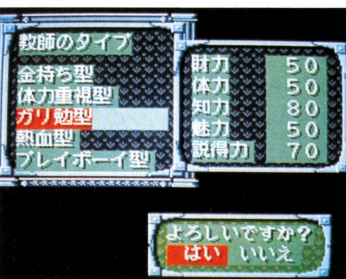 教師のタイプ
金持ち型
体力重視型
ガリ勉型
熱血型
プレイボーイ型
財力 50
体力 50
知力 80
魅力 50
説得力 70
よろしいですか?
はい いいえ